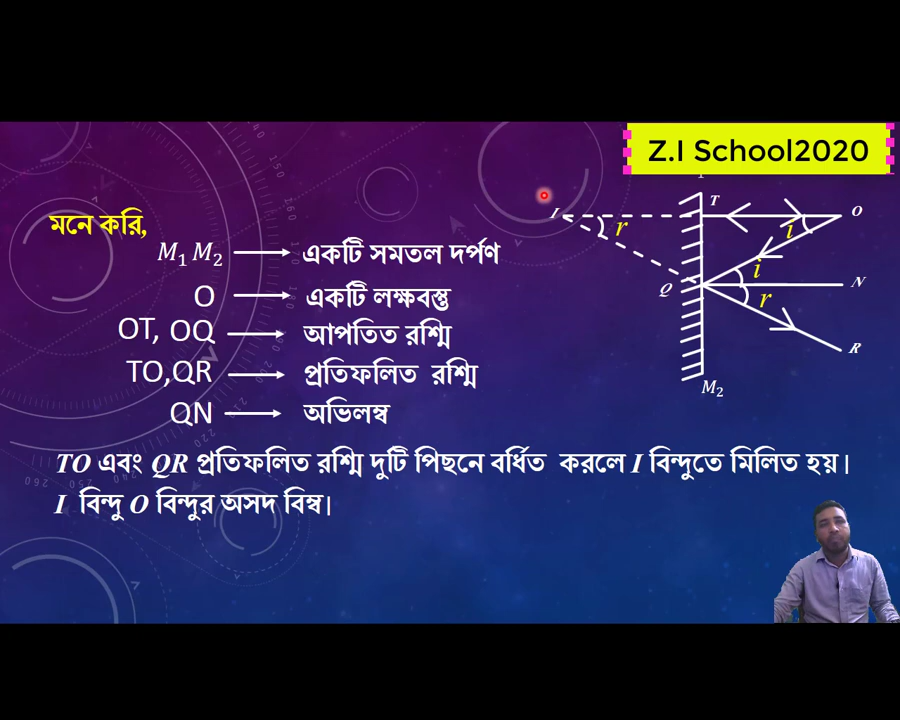 Z.I School2020
মনে করি,
M₁ M₂ → একটি সমতল দর্পণ
O → একটি লক্ষবস্তু
OT, OQ → আপতিত রশ্মি
TO,QR → প্রতিফলিত রশ্মি
QN → অভিলম্ব
TO এবং QR প্রতিফলিত রশ্মি দুটি পিছনে বর্ধিত করলে I বিন্দুতে মিলিত হয়।
I বিন্দু O বিন্দুর অসদ বিম্ব।
T
I
O
r
i
i
Q
N
r
R
M₂